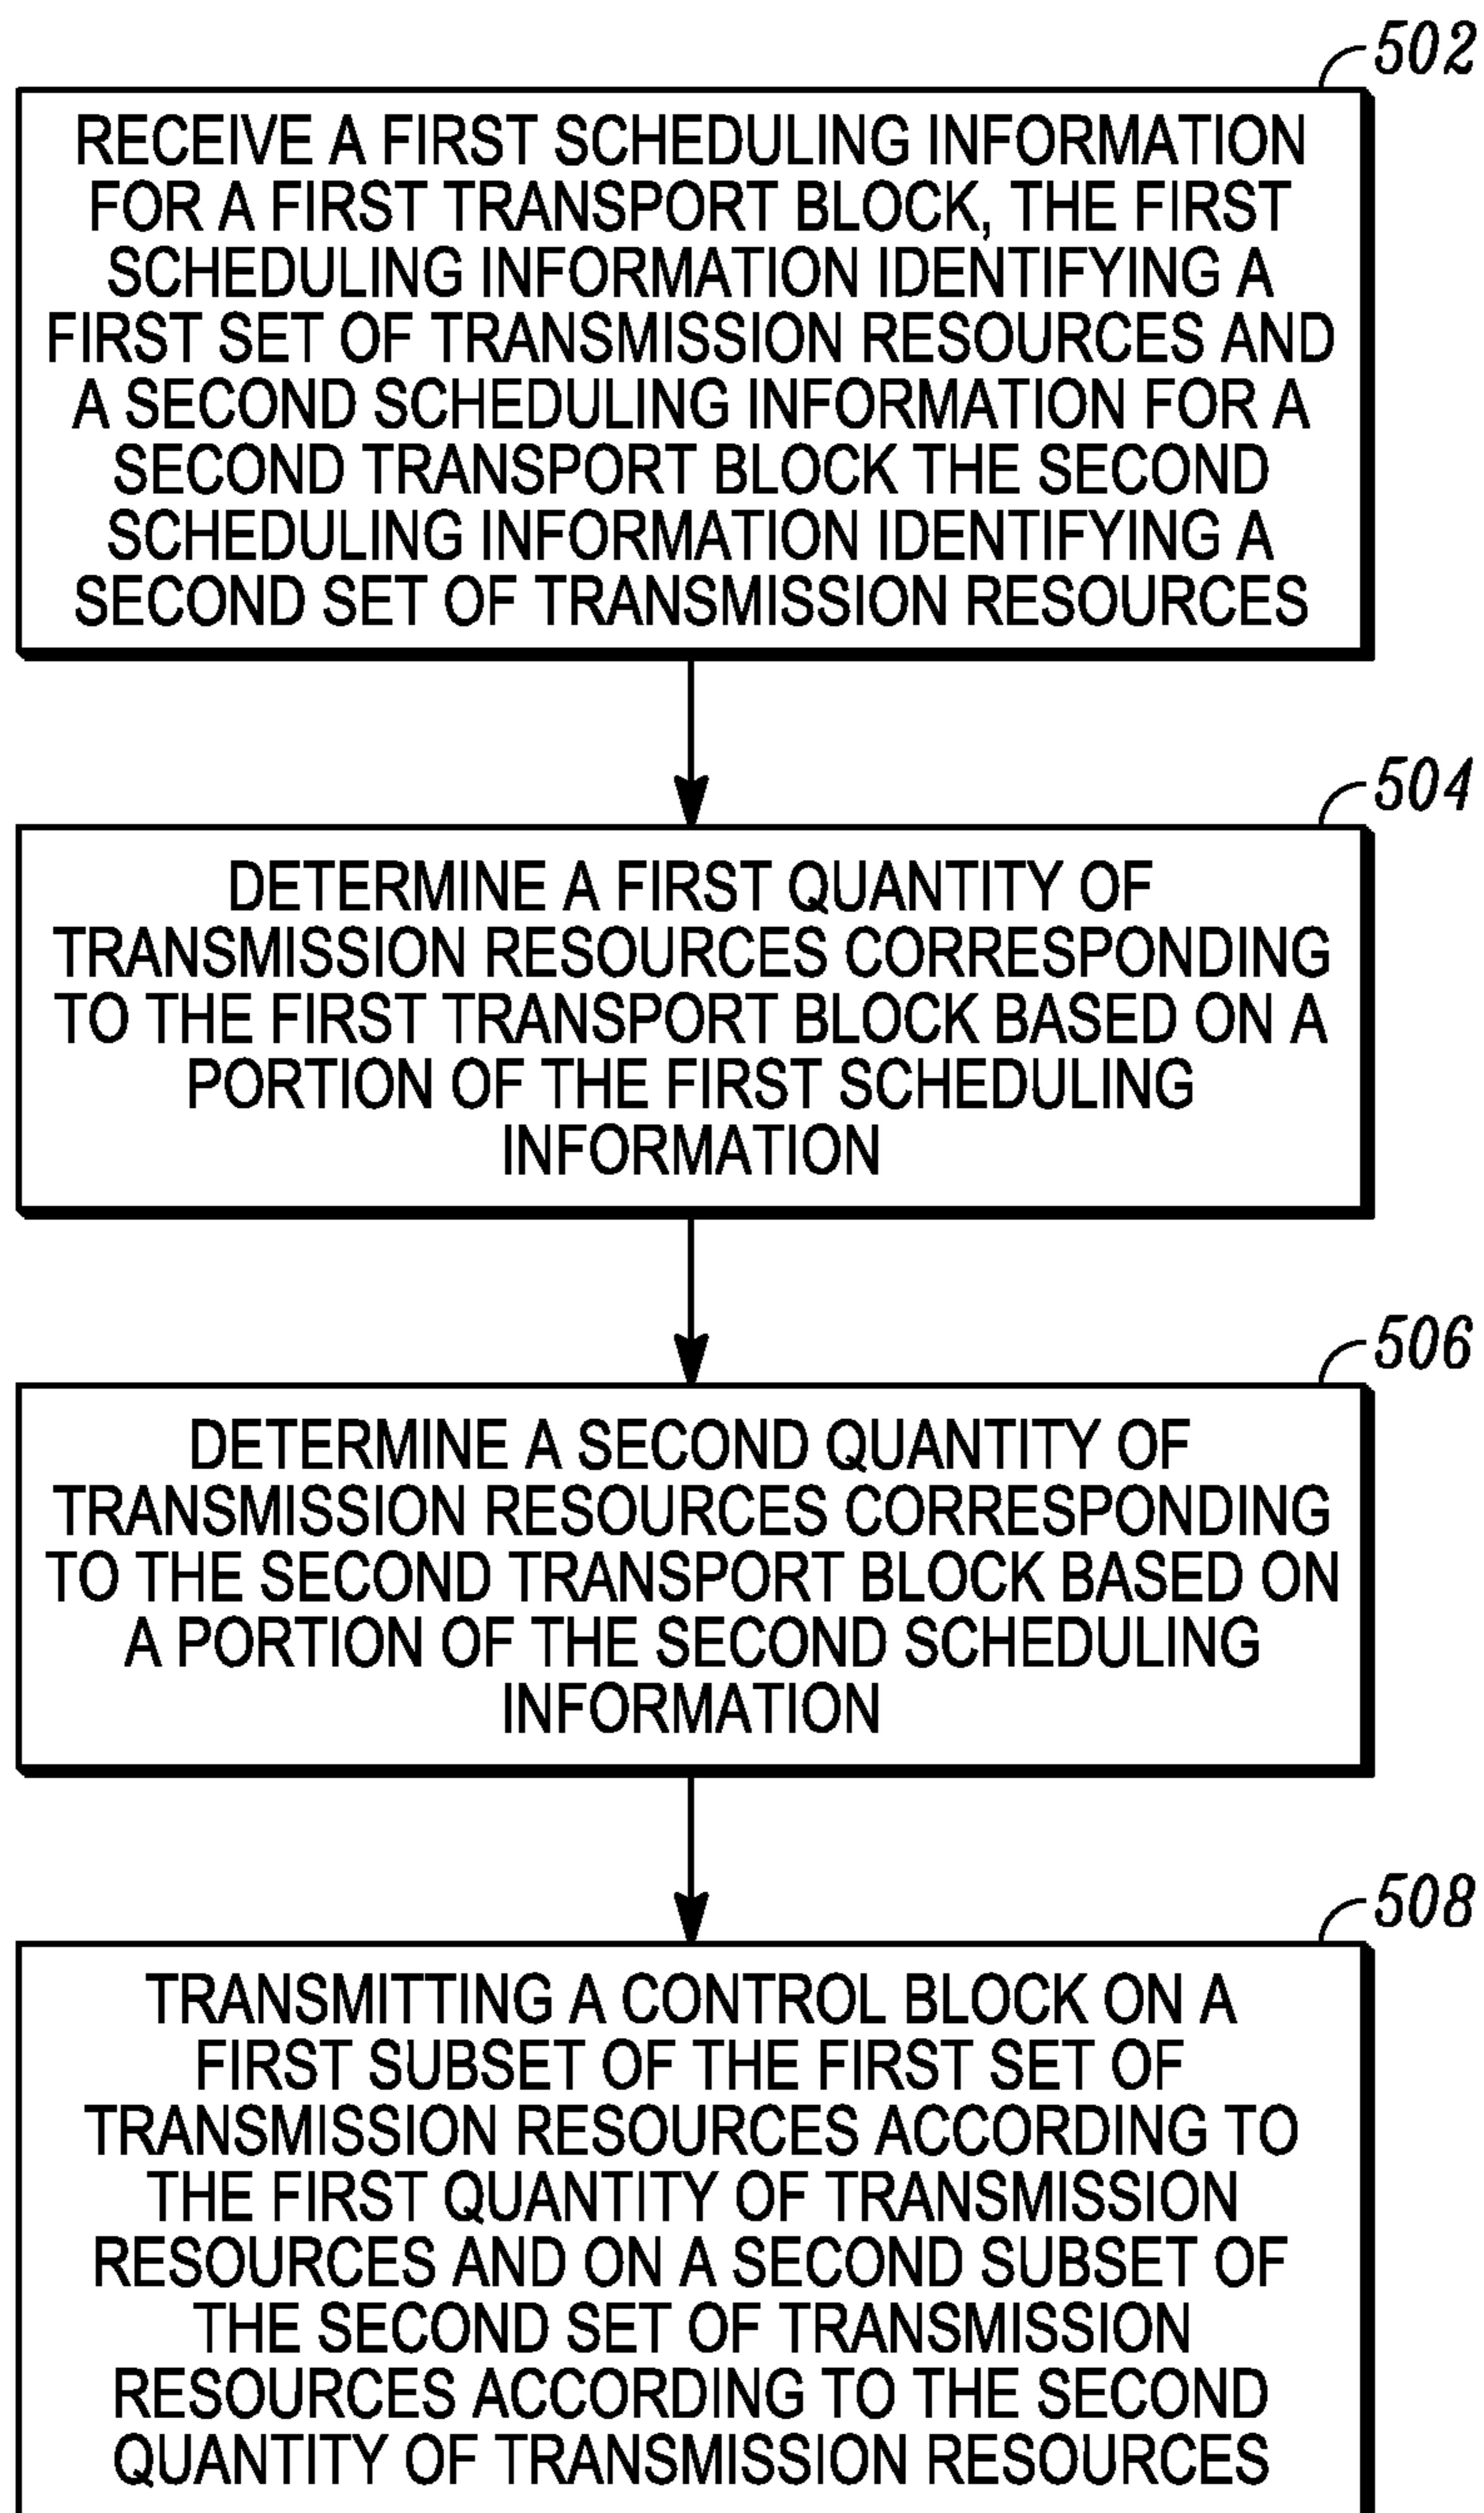 502
RECEIVE A FIRST SCHEDULING INFORMATION
FOR A FIRST TRANSPORT BLOCK, THE FIRST
SCHEDULING INFORMATION IDENTIFYING A
FIRST SET OF TRANSMISSION RESOURCES AND
A SECOND SCHEDULING INFORMATION FOR A
SECOND TRANSPORT BLOCK THE SECOND
SCHEDULING INFORMATION IDENTIFYING A
SECOND SET OF TRANSMISSION RESOURCES
504
DETERMINE A FIRST QUANTITY OF
TRANSMISSION RESOURCES CORRESPONDING
TO THE FIRST TRANSPORT BLOCK BASED ON A
PORTION OF THE FIRST SCHEDULING
INFORMATION
506
DETERMINE A SECOND QUANTITY OF
TRANSMISSION RESOURCES CORRESPONDING
TO THE SECOND TRANSPORT BLOCK BASED ON
A PORTION OF THE SECOND SCHEDULING
INFORMATION
508
TRANSMITTING A CONTROL BLOCK ON A
FIRST SUBSET OF THE FIRST SET OF
TRANSMISSION RESOURCES ACCORDING TO
THE FIRST QUANTITY OF TRANSMISSION
RESOURCES AND ON A SECOND SUBSET OF
THE SECOND SET OF TRANSMISSION
RESOURCES ACCORDING TO THE SECOND
QUANTITY OF TRANSMISSION RESOURCES